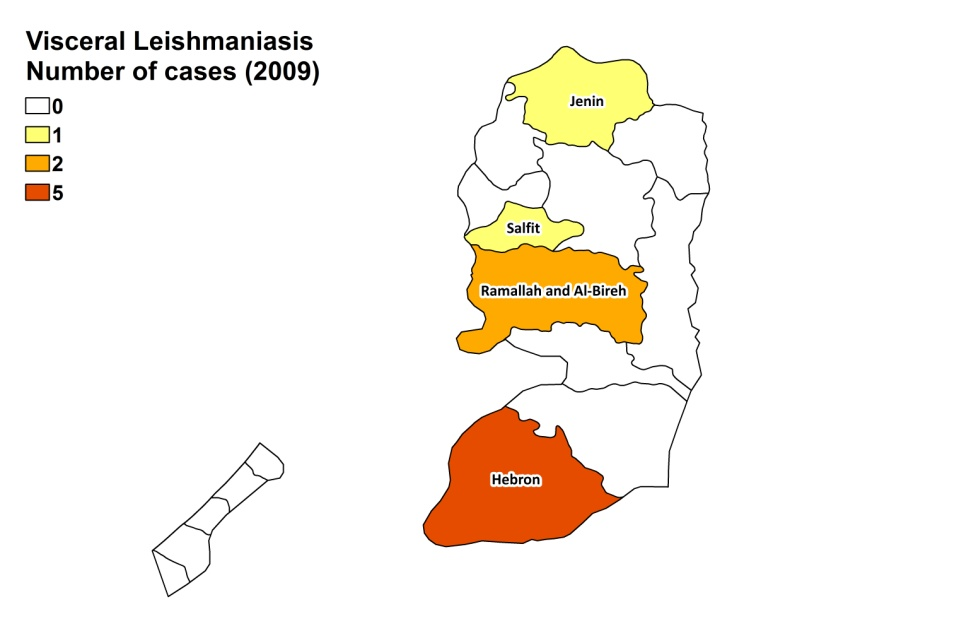 Visceral Leishmaniasis
Number of cases (2009)
0
1
2
5
Jenin
Salfit
Ramallah and Al-Bireh
Hebron